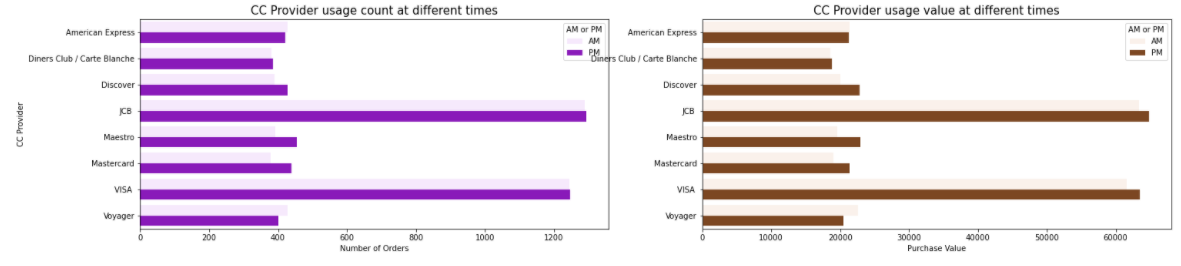 CC Provider usage count at different times
CC Provider
American Express
Diners Club / Carte Blanche
Discover
JCB
Maestro
Mastercard
VISA
Voyager
AM or PM
AM
PM
0 200 400 600 800 1000 1200
Number of Orders
CC Provider usage value at different times
American Express
Diners Club / Carte Blanche
Discover
JCB
Maestro
Mastercard
VISA
Voyager
AM or PM
AM
PM
0 10000 20000 30000 40000 50000 60000
Purchase Value